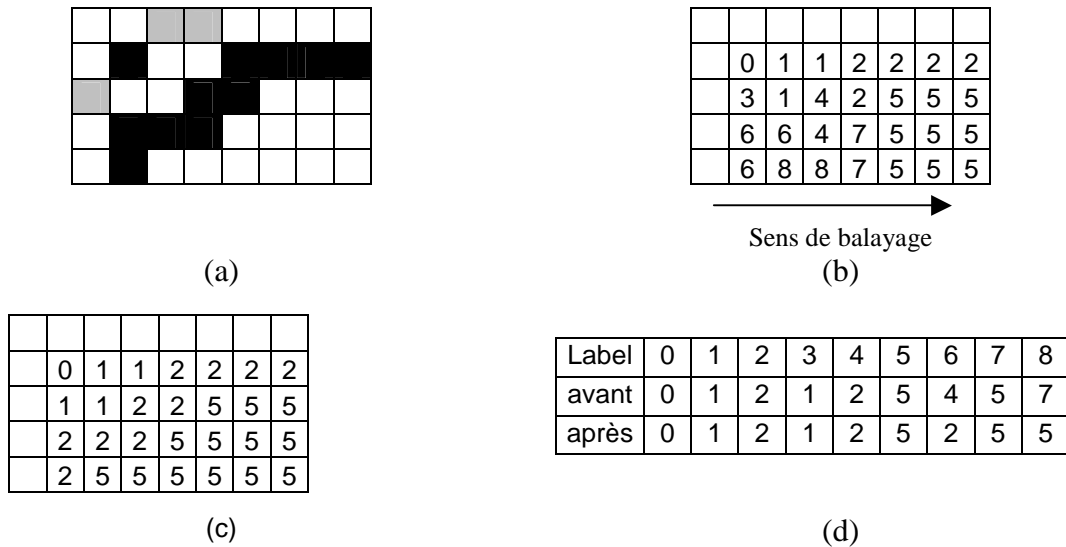 0 1 1 2 2 2 2
3 1 4 2 5 5 5
6 6 4 7 5 5 5
6 8 8 7 5 5 5
Sens de balayage
(a)
(b)
0 1 1 2 2 2 2
1 1 2 2 5 5 5
2 2 2 5 5 5 5
2 5 5 5 5 5 5
Label 0 1 2 3 4 5 6 7 8
avant 0 1 2 1 2 5 4 5 7
après 0 1 2 1 2 5 2 5 5
(c)
(d)